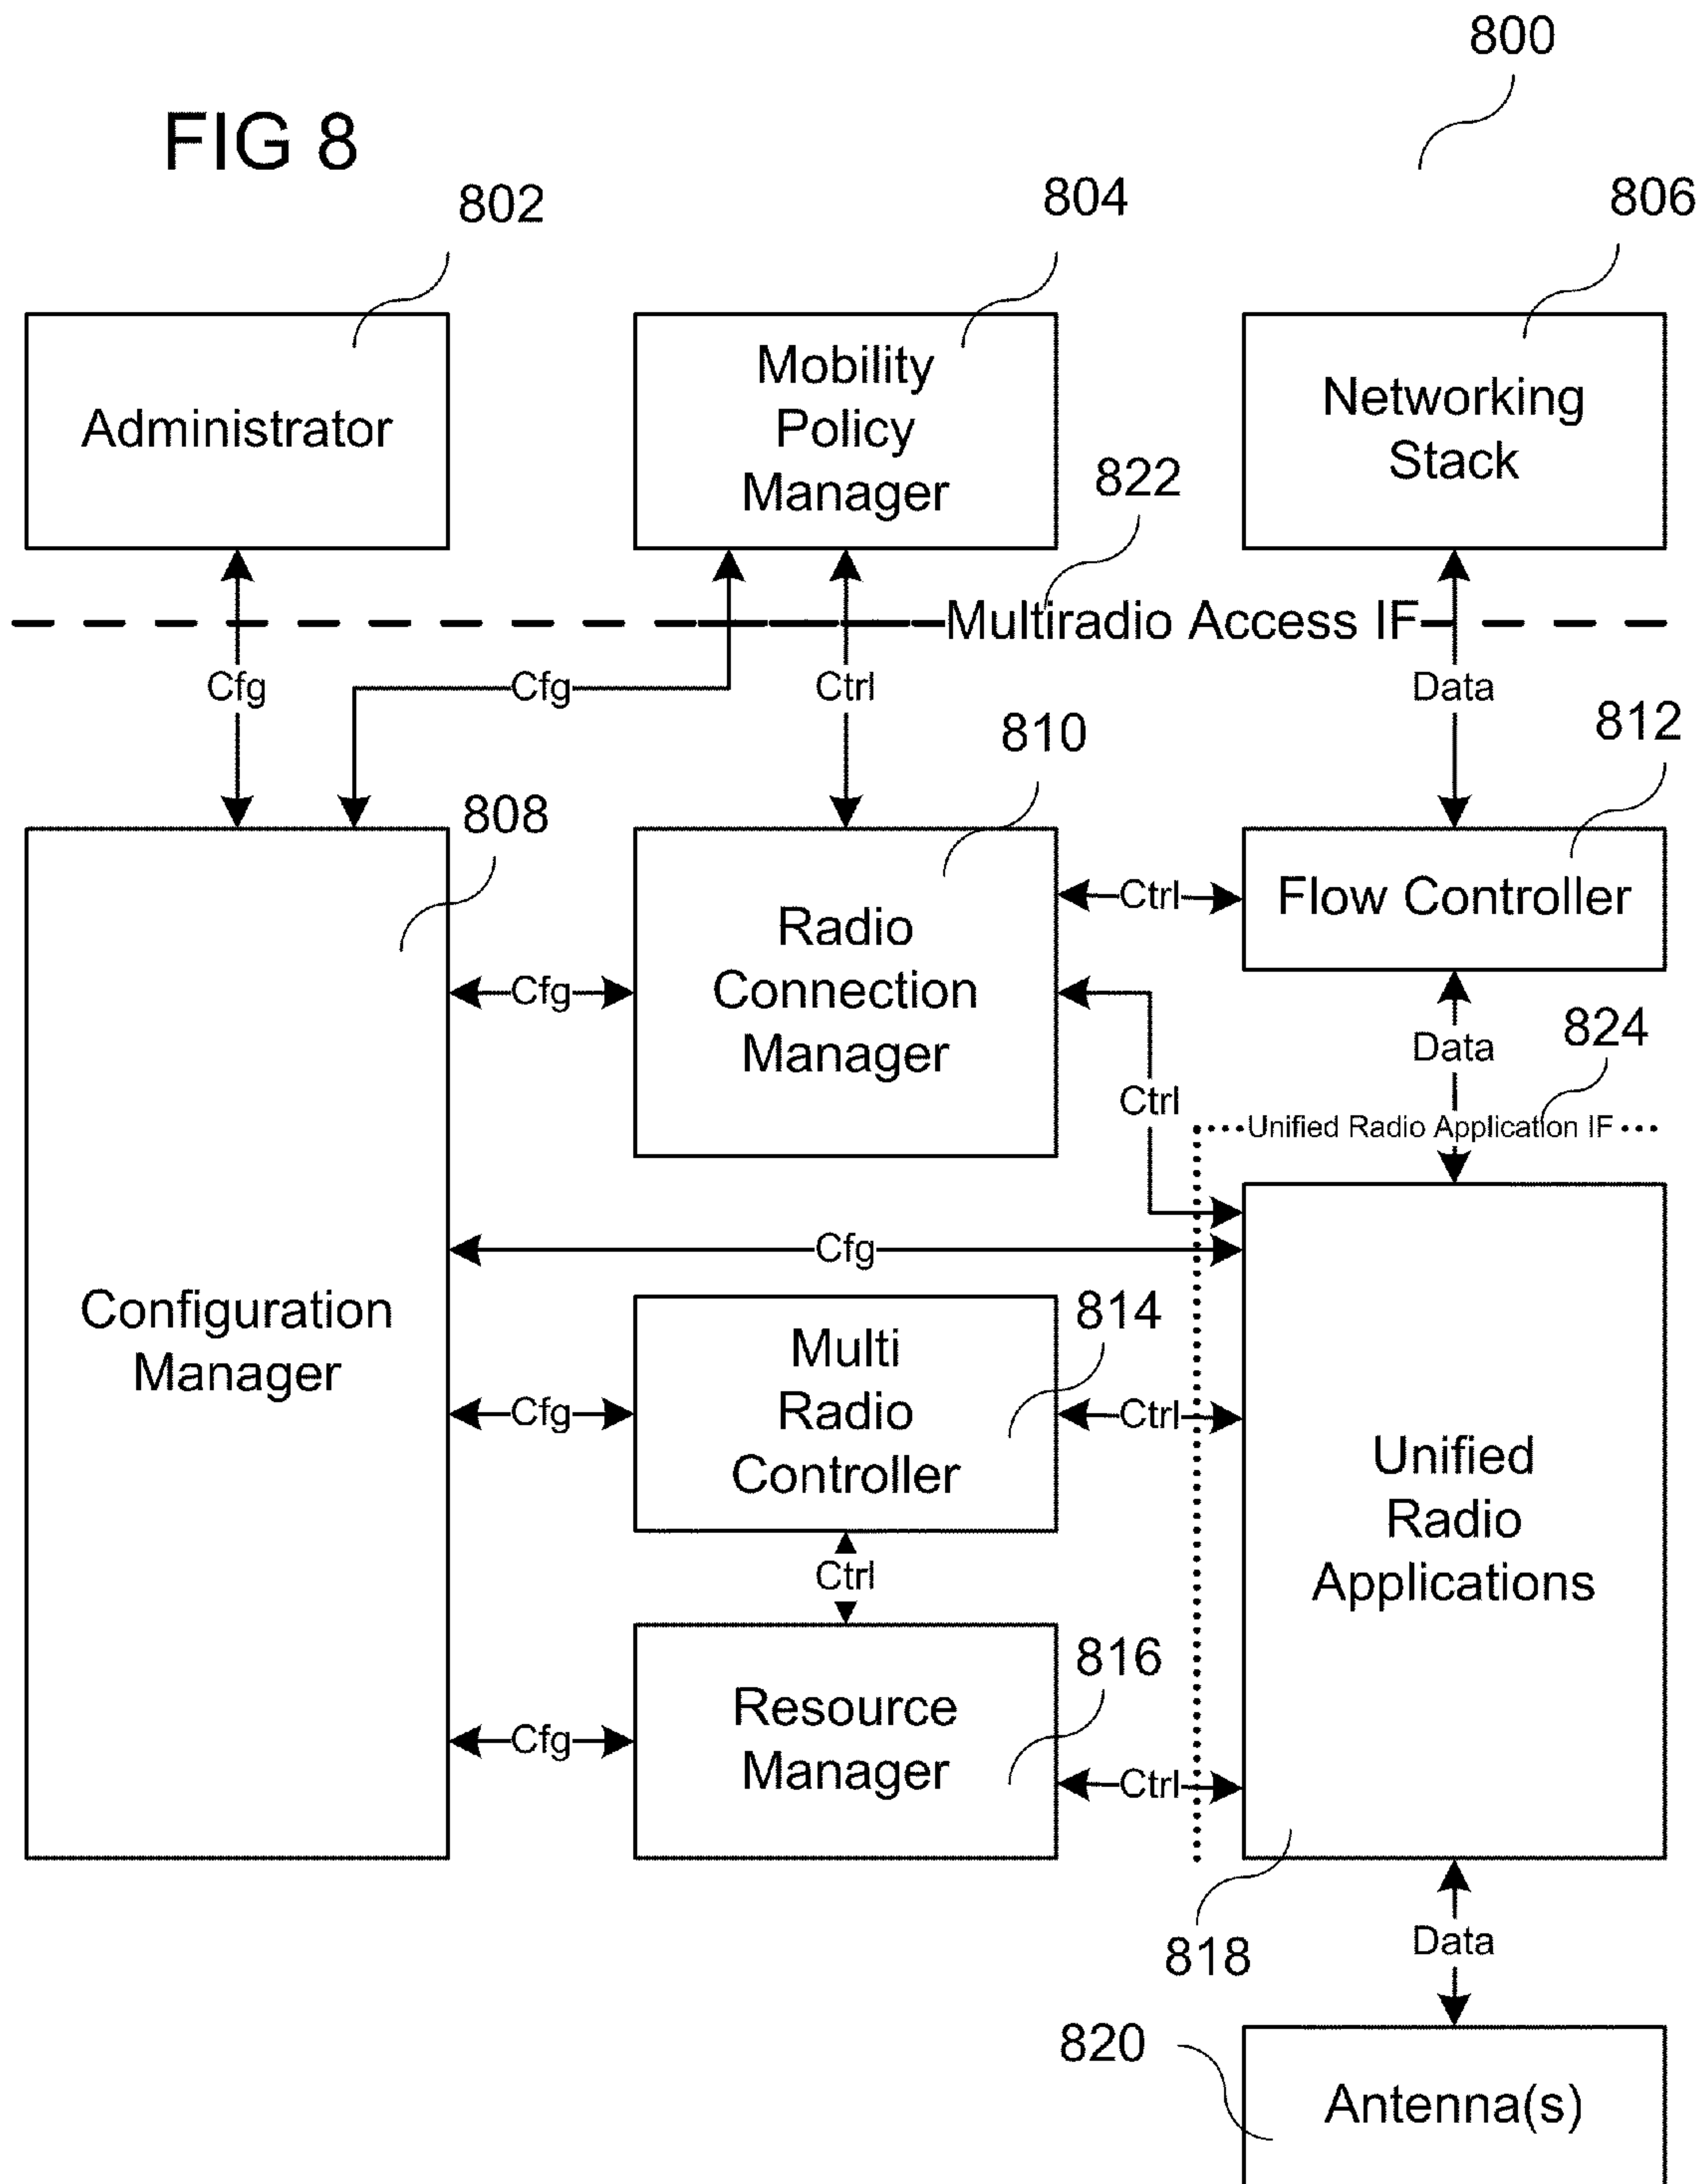 800
FIG 8
802
804
806
Administrator
Mobility
Policy
Manager
Networking
Stack
822
Multiradio Access IF
Cfg
Cfg
Ctrl
Data
808
810
812
Radio
Connection
Manager
Ctrl
Flow Controller
Cfg
Data
824
Ctrl
Unified Radio Application IF
Cfg
Configuration
Manager
814
Multi
Radio
Controller
Cfg
Ctrl
Unified
Radio
Applications
Ctrl
816
Resource
Manager
Cfg
Ctrl
818
Data
820
Antenna(s)